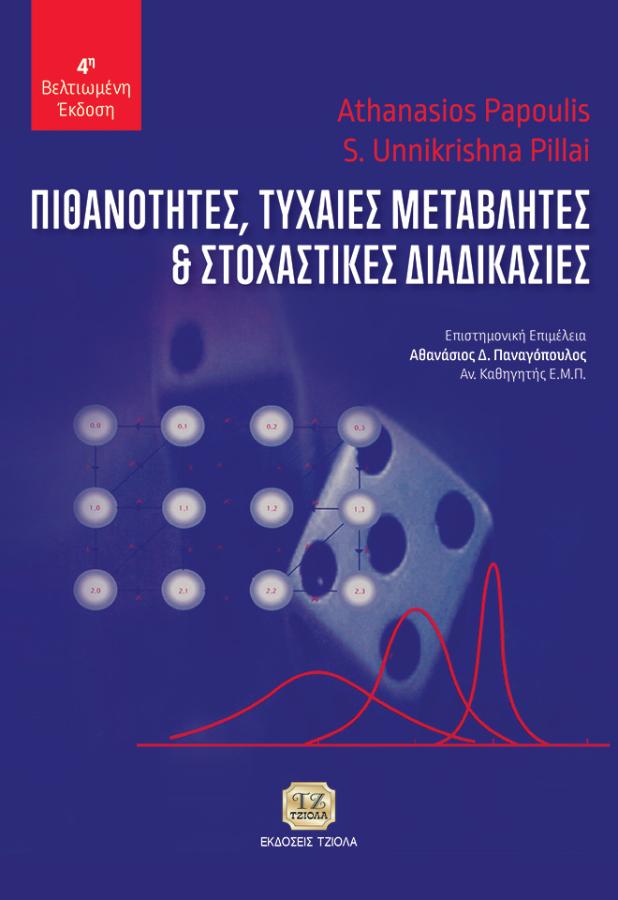 4η
Βελτιωμένη
Έκδοση
Athanasios Papoulis
S. Unnikrishna Pillai
ΠΙΘΑΝΟΤΗΤΕΣ, ΤΥΧΑΙΕΣ ΜΕΤΑΒΛΗΤΕΣ
& ΣΤΟΧΑΣΤΙΚΕΣ ΔΙΑΔΙΚΑΣΙΕΣ
Επιστημονική Επιμέλεια
Αθανάσιος Δ. Παναγόπουλος
Αν. Καθηγητής Ε.Μ.Π.
0,0 0,1 0,2 0,3
1,0 1,1 1,2 1,3
2,0 2,1 2,2 2,3
ΤΖ
ΤΖΙΟΛΑ
ΕΚΔΟΣΕΙΣ ΤΖΙΟΛΑ